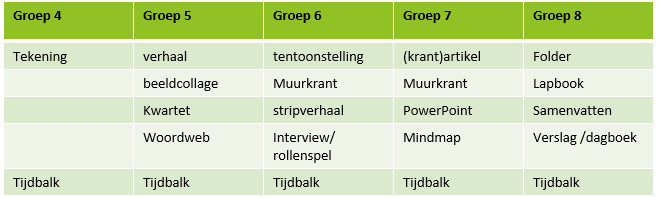 Groep 4 Groep 5 Groep 6 Groep 7 Groep 8
Tekening verhaal tentoonstelling (krant)artikel Folder
beeldcollage Muurkrant Muurkrant Lapbook
Kwartet stripverhaal PowerPoint Samenvatten
Woordweb Interview/ Mindmap Verslag /dagboek
rollenspel
Tijdbalk Tijdbalk Tijdbalk Tijdbalk Tijdbalk